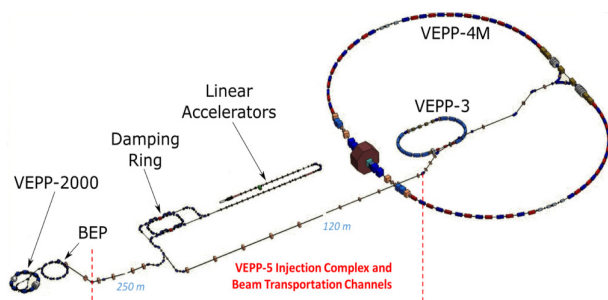 VEPP-4M
Linear
Accelerators
VEPP-3
Damping
Ring
VEPP-2000
BEP
120 m
250 m
VEPP-5 Injection Complex and
Beam Transportation Channels